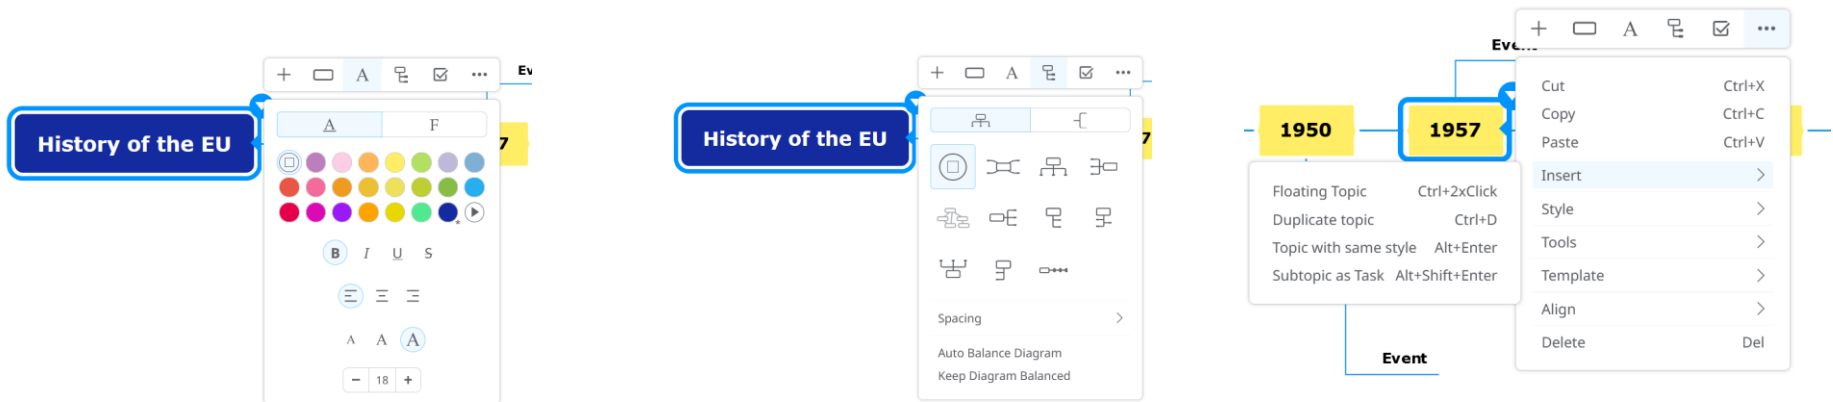 A
Ev
A F
History of the EU
7
B I U S
A A A
− 18 +
A
History of the EU
7
Spacing
Auto Balance Diagram
Keep Diagram Balanced
A
Event
1950 1957
Cut Ctrl+X
Copy Ctrl+C
Paste Ctrl+V
Insert
Style
Tools
Template
Align
Delete Del
Floating Topic Ctrl+2xClick
Duplicate topic Ctrl+D
Topic with same style Alt+Enter
Subtopic as Task Alt+Shift+Enter
Event